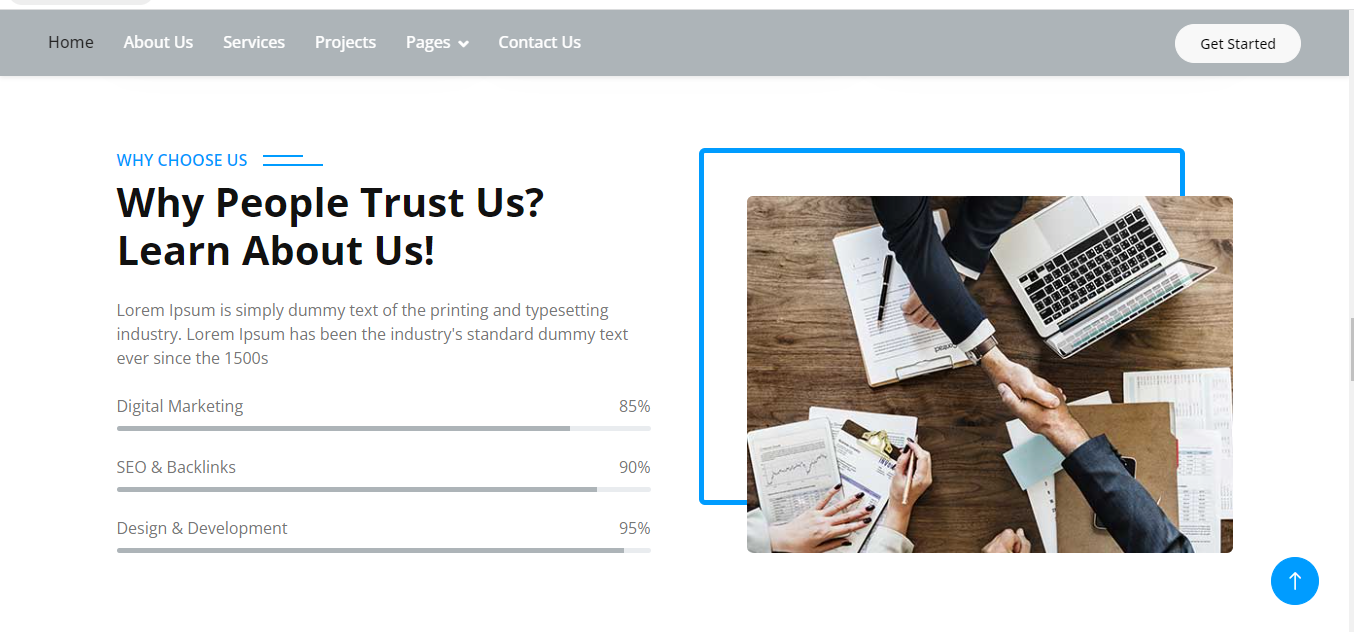 Home About Us Services Projects Pages Contact Us Get Started
WHY CHOOSE US
Why People Trust Us?
Learn About Us!
Lorem Ipsum is simply dummy text of the printing and typesetting
industry. Lorem Ipsum has been the industry's standard dummy text
ever since the 1500s
Digital Marketing 85%
SEO & Backlinks 90%
Design & Development 95%
Contract